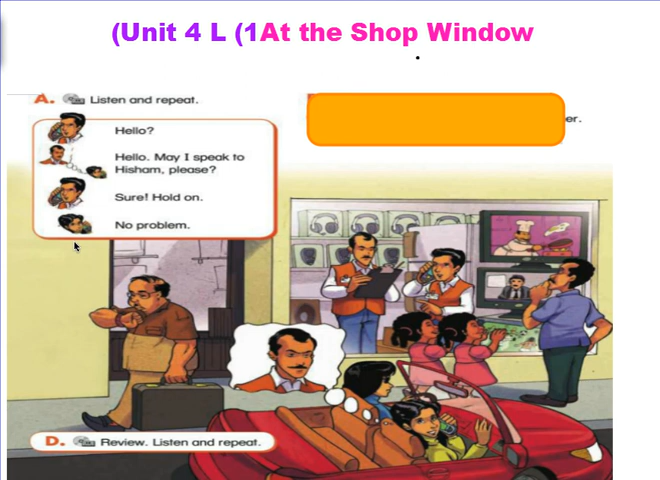 (Unit 4 L (1At the Shop Window
.
A. Listen and repeat.
er.
Hello?
Hello. May I speak to
Hisham, please?
Sure! Hold on.
No problem.
D. Review. Listen and repeat.